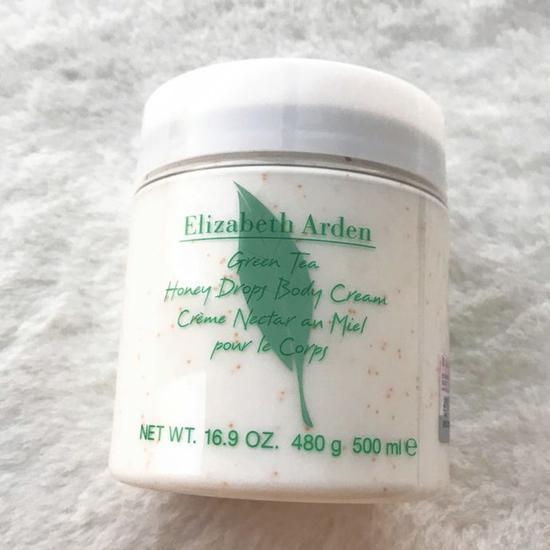 Elizabeth Arden
Green Tea
Honey Drops Body Cream
Crème Nectar au Miel
pour le Corps
NET WT. 16.9 OZ. 480 g 500 ml e